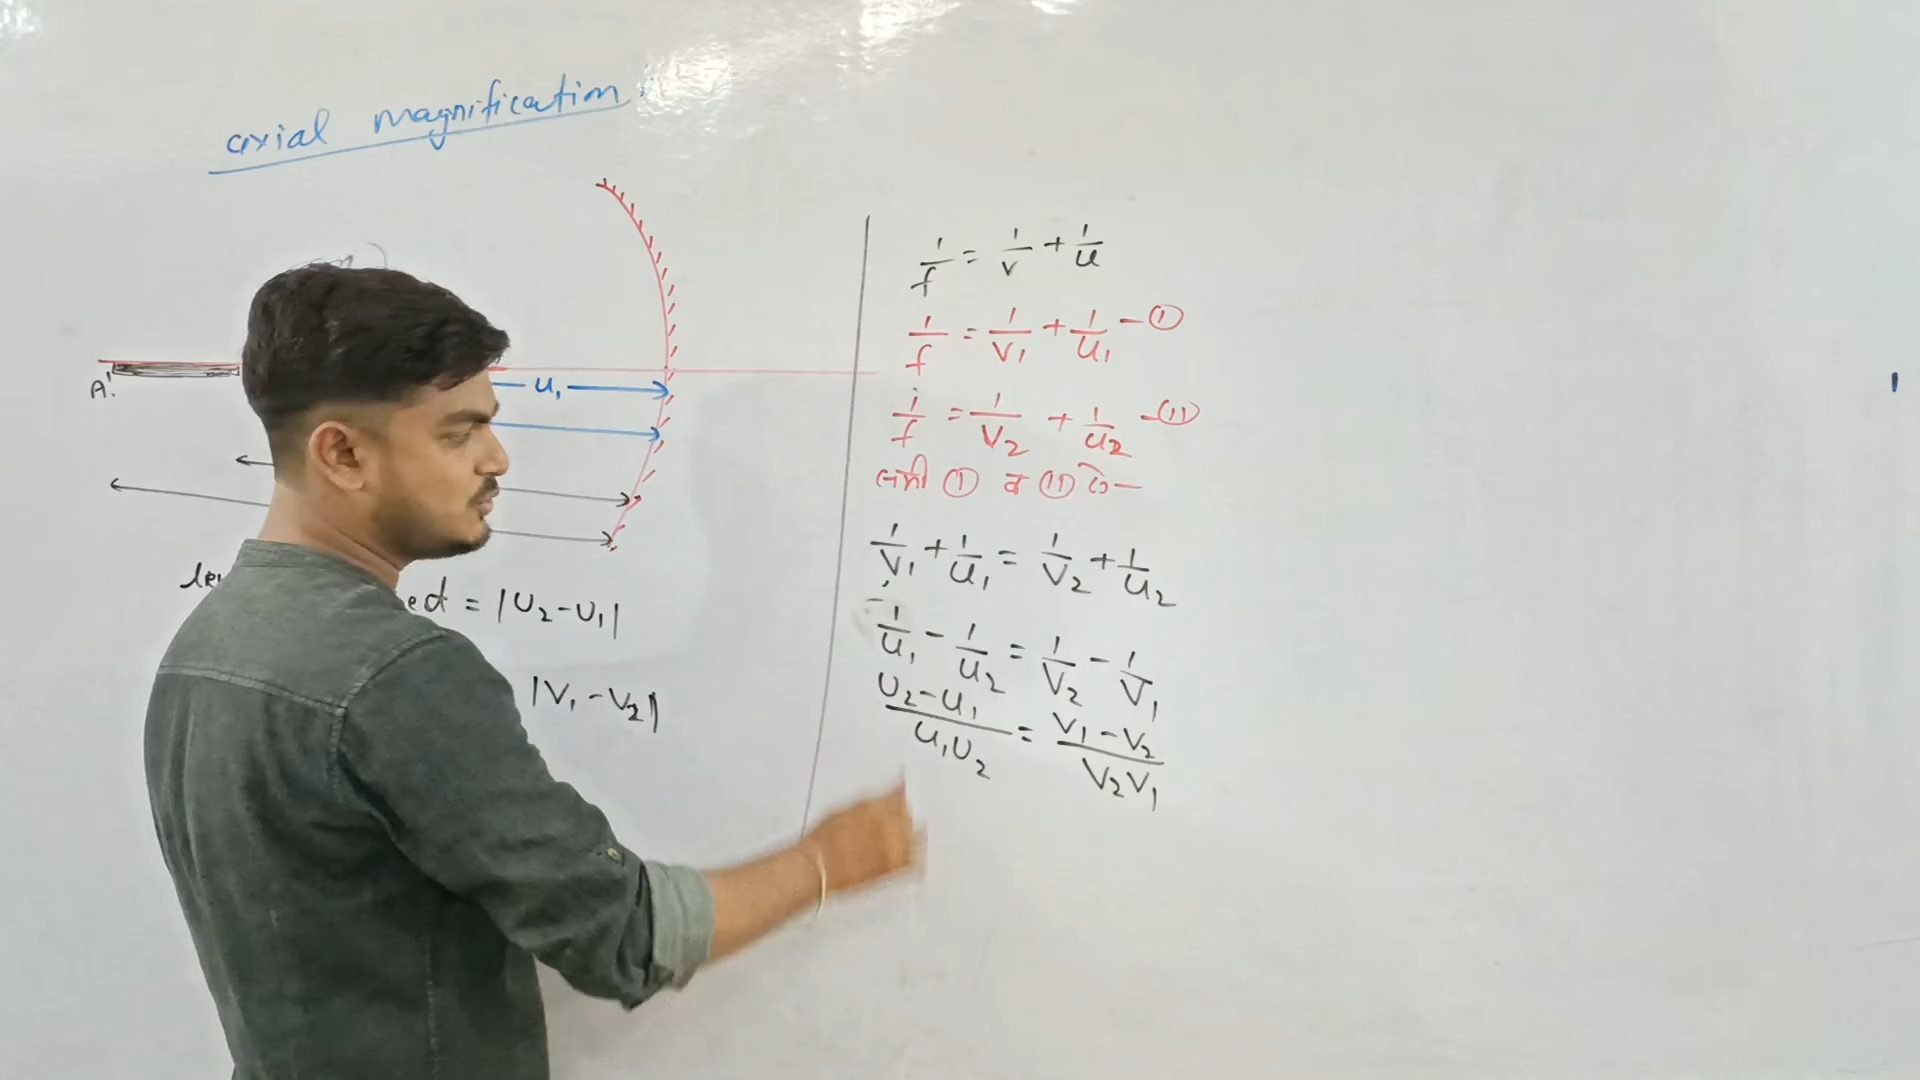 axial magnification
A'
u₁
ed = |U₂-U₁|
|V₁-V₂|
1/f = 1/v + 1/u
1/f = 1/V₁ + 1/u₁ - ①
1/f = 1/V₂ + 1/u₂ - ⑪
① व ⑪ से—
1/V₁ + 1/u₁ = 1/V₂ + 1/u₂
1/u₁ - 1/u₂ = 1/V₂ - 1/V₁
U₂-U₁/U₁U₂ = V₁-V₂/V₂V₁